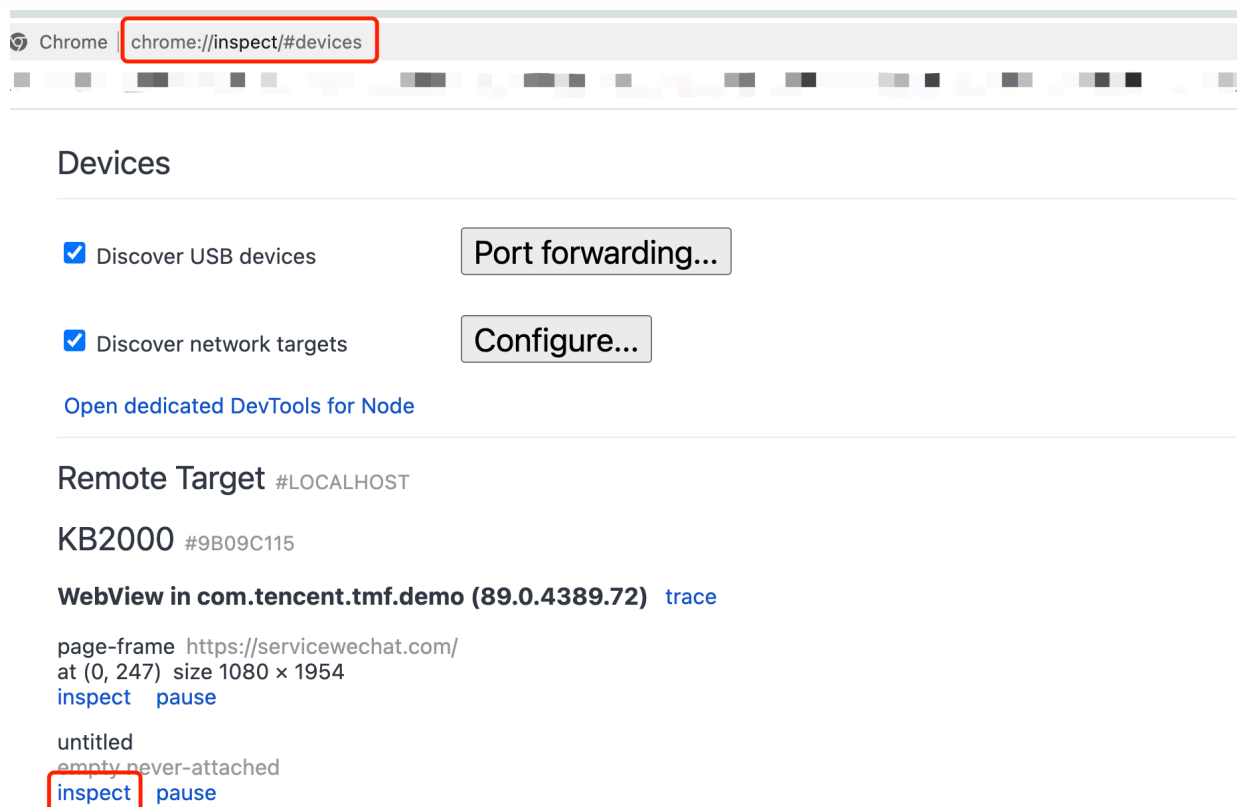 Chrome | chrome://inspect/#devices
Devices
Discover USB devices Port forwarding...
Discover network targets Configure...
Open dedicated DevTools for Node
Remote Target #LOCALHOST
KB2000 #9B09C115
WebView in com.tencent.tmf.demo (89.0.4389.72) trace
page-frame https://servicewechat.com/
at (0, 247) size 1080 × 1954
inspect pause
untitled
empty never-attached
inspect pause